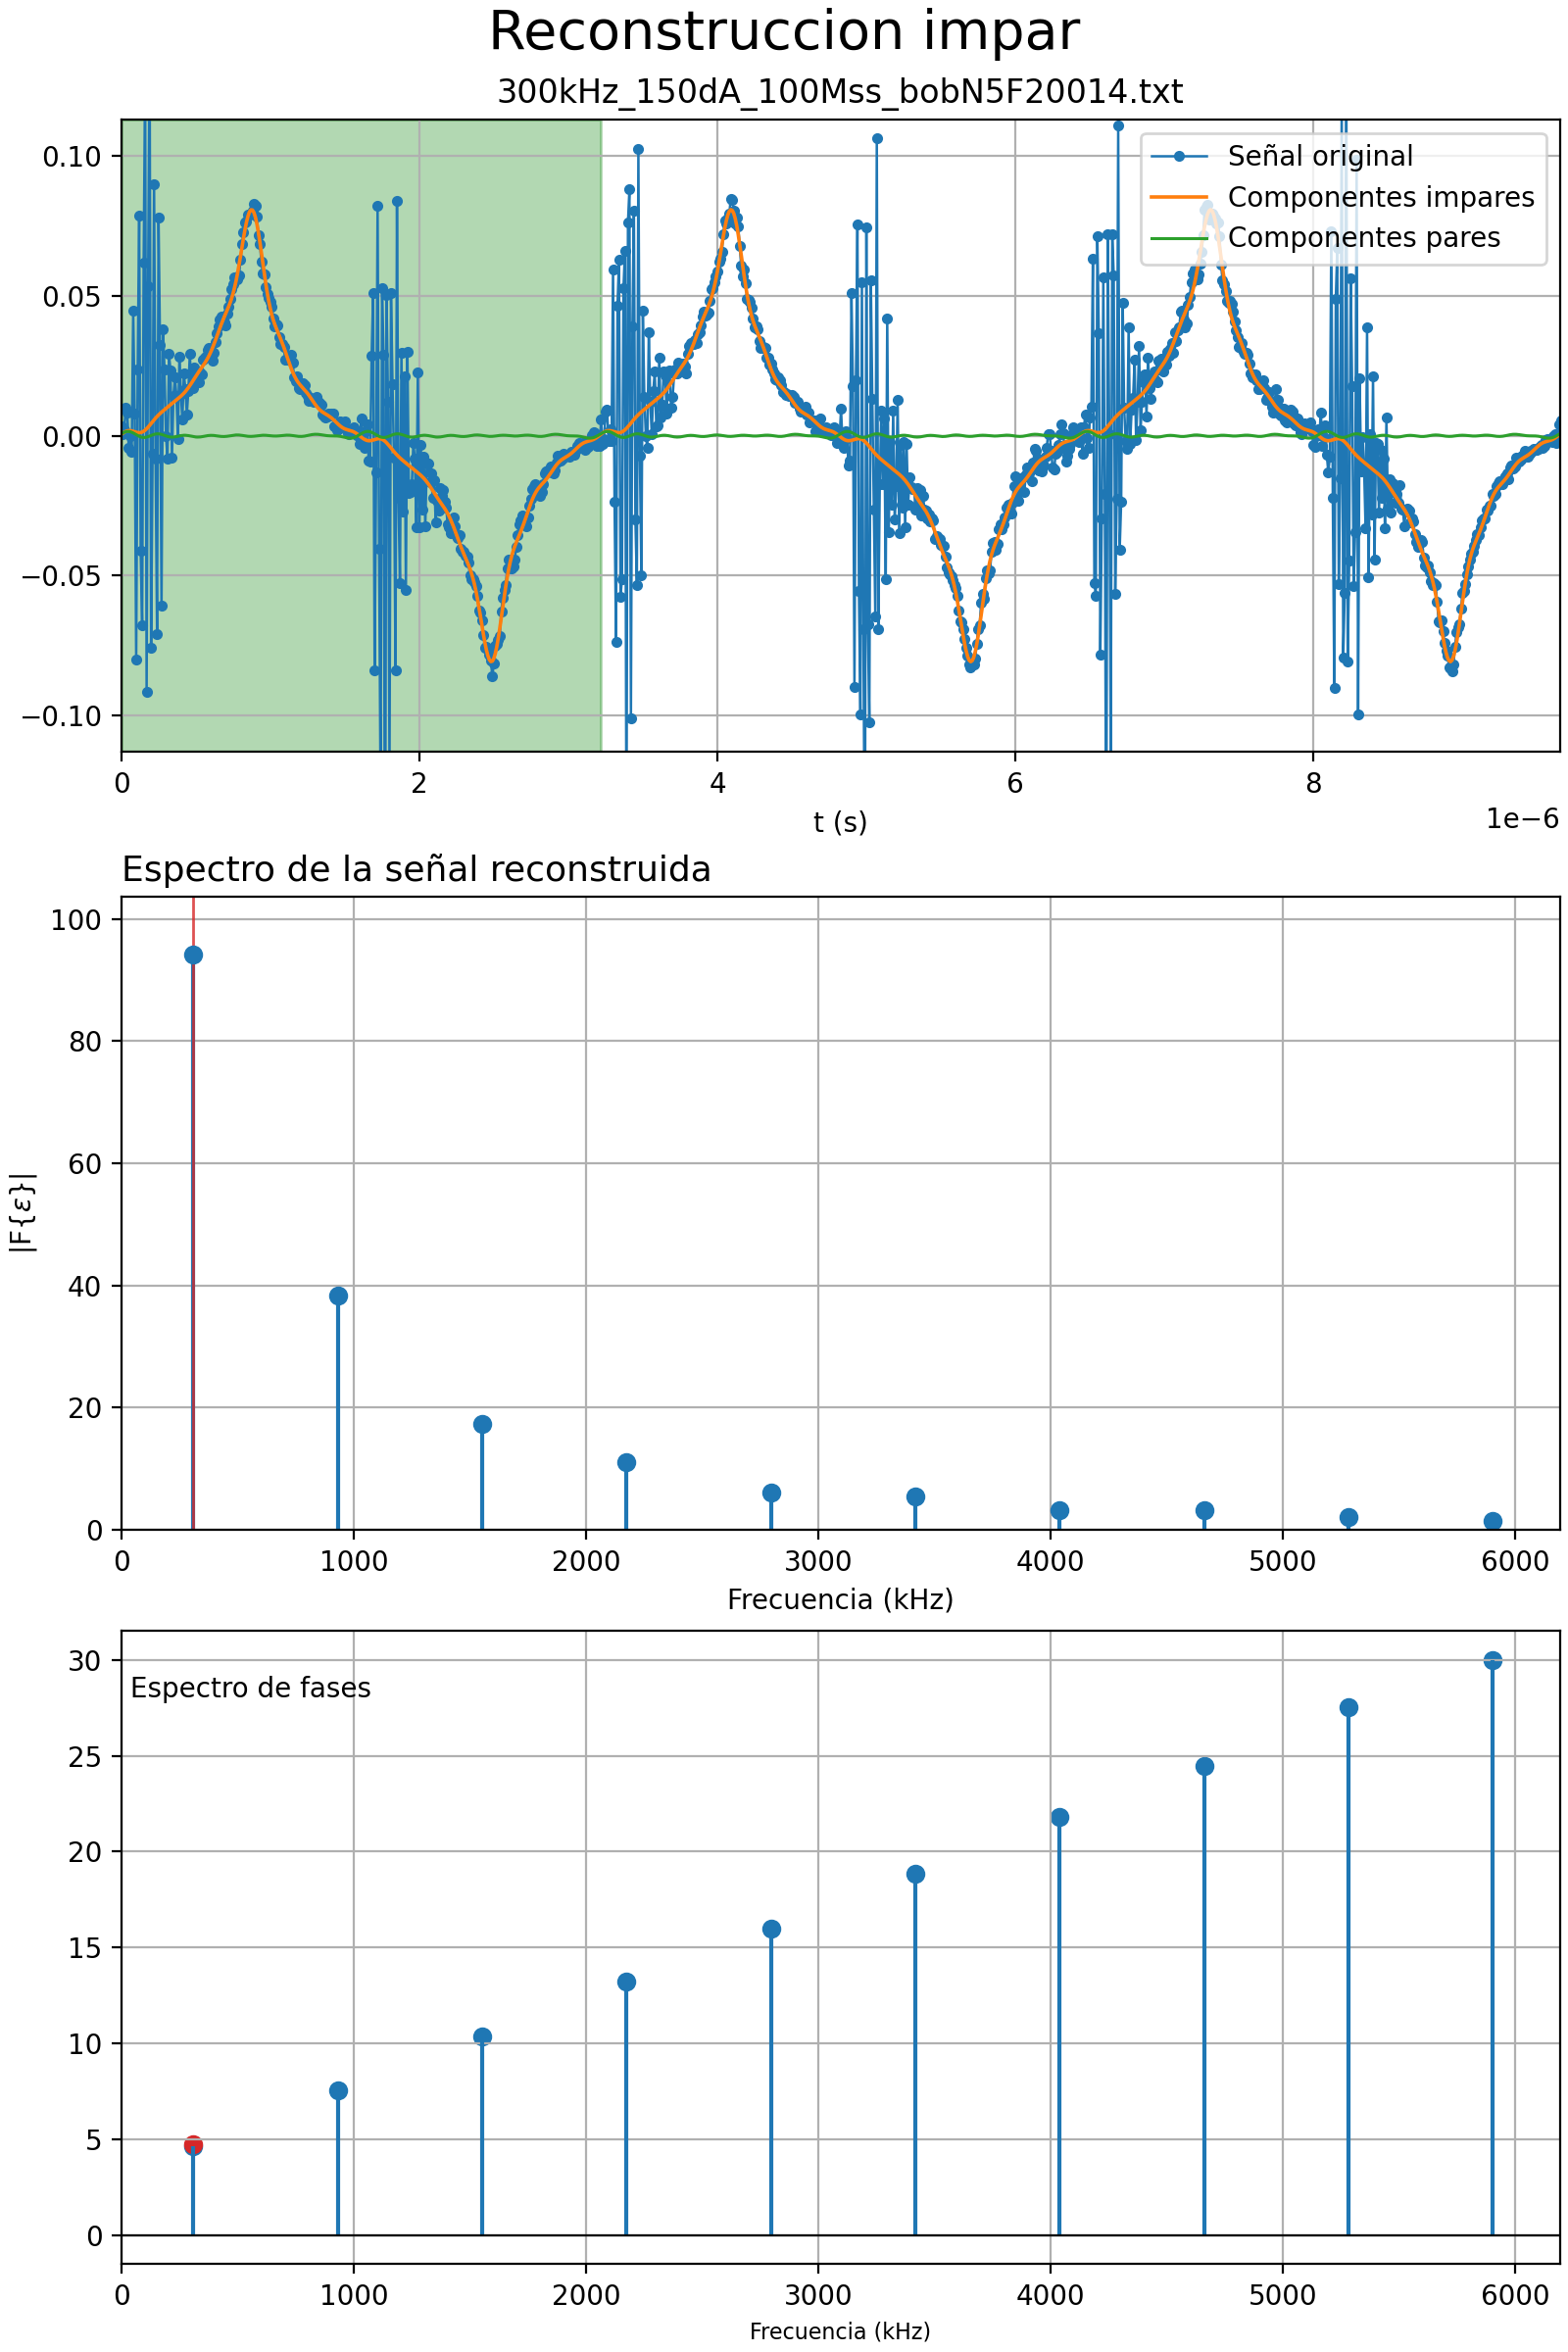 Reconstruccion impar
300kHz_150dA_100Mss_bobN5F20014.txt
0.10
0.05
0.00
−0.05
−0.10
Señal original
Componentes impares
Componentes pares
0 2 4 6 8
t (s)
1e−6
Espectro de la señal reconstruida
100
80
60
40
20
0
|F{ε}|
0 1000 2000 3000 4000 5000 6000
Frecuencia (kHz)
30
25
20
15
10
5
0
Espectro de fases
0 1000 2000 3000 4000 5000 6000
Frecuencia (kHz)